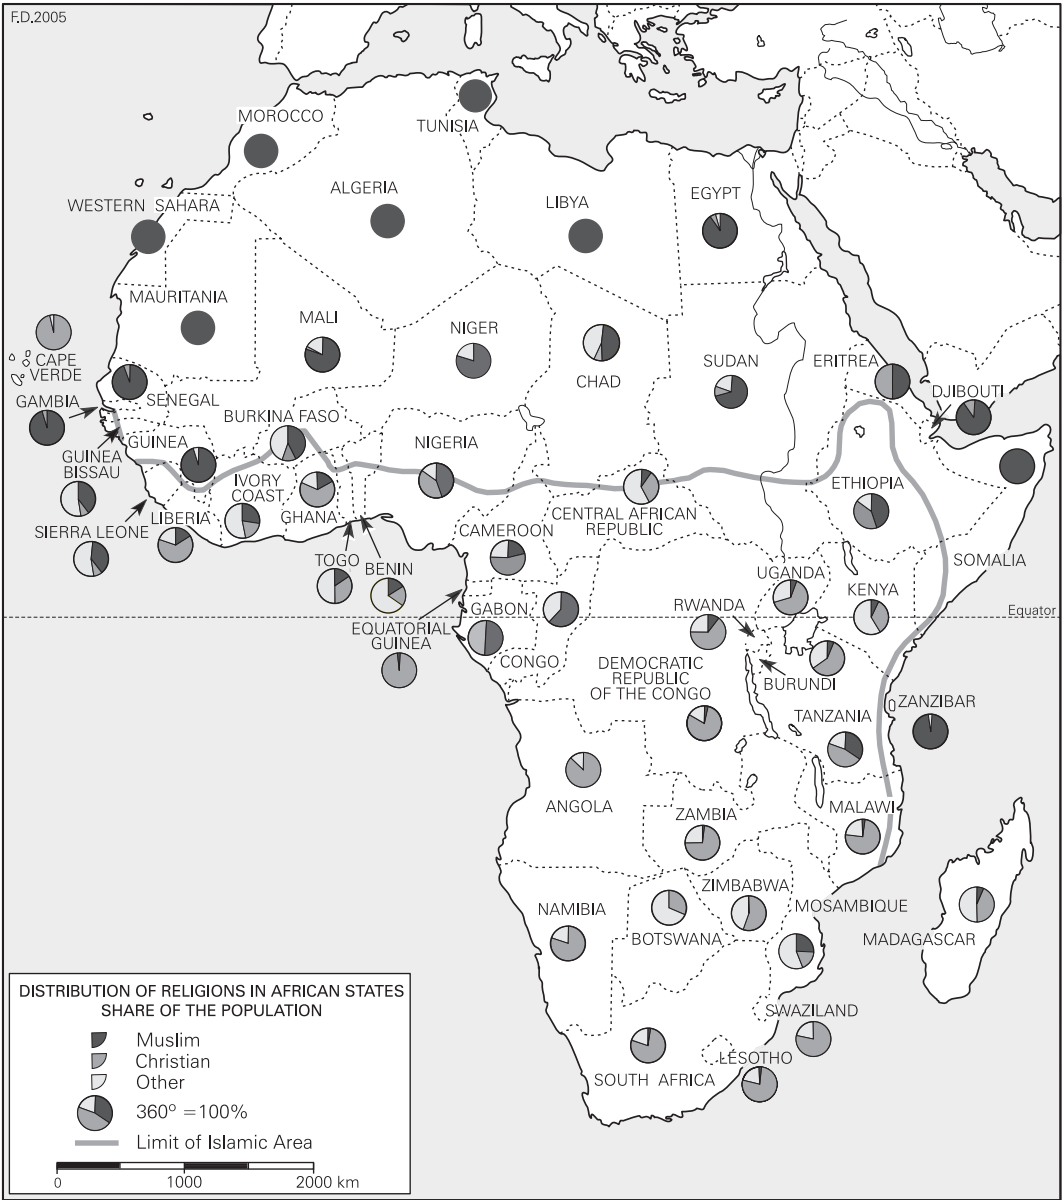 F.D.2005
MOROCCO
TUNISIA
ALGERIA
LIBYA
EGYPT
WESTERN SAHARA
MAURITANIA
MALI
NIGER
CHAD
SUDAN
ERITREA
DJIBOUTI
CAPE
VERDE
GAMBIA
SENEGAL
BURKINA FASO
GUINEA
GUINEA
BISSAU
NIGERIA
IVORY
COAST
GHANA
SIERRA LEONE
LIBERIA
TOGO
BENIN
CAMEROON
CENTRAL AFRICAN
REPUBLIC
ETHIOPIA
SOMALIA
UGANDA
KENYA
Equator
RWANDA
GABON
EQUATORIAL
GUINEA
CONGO
DEMOCRATIC
REPUBLIC
OF THE CONGO
BURUNDI
TANZANIA
ZANZIBAR
ANGOLA
ZAMBIA
MALAWI
ZIMBABWA
MOSAMBIQUE
NAMIBIA
BOTSWANA
MADAGASCAR
SWAZILAND
LESOTHO
SOUTH AFRICA
DISTRIBUTION OF RELIGIONS IN AFRICAN STATES
SHARE OF THE POPULATION
Muslim
Christian
Other
360° =100%
Limit of Islamic Area
0 1000 2000 km